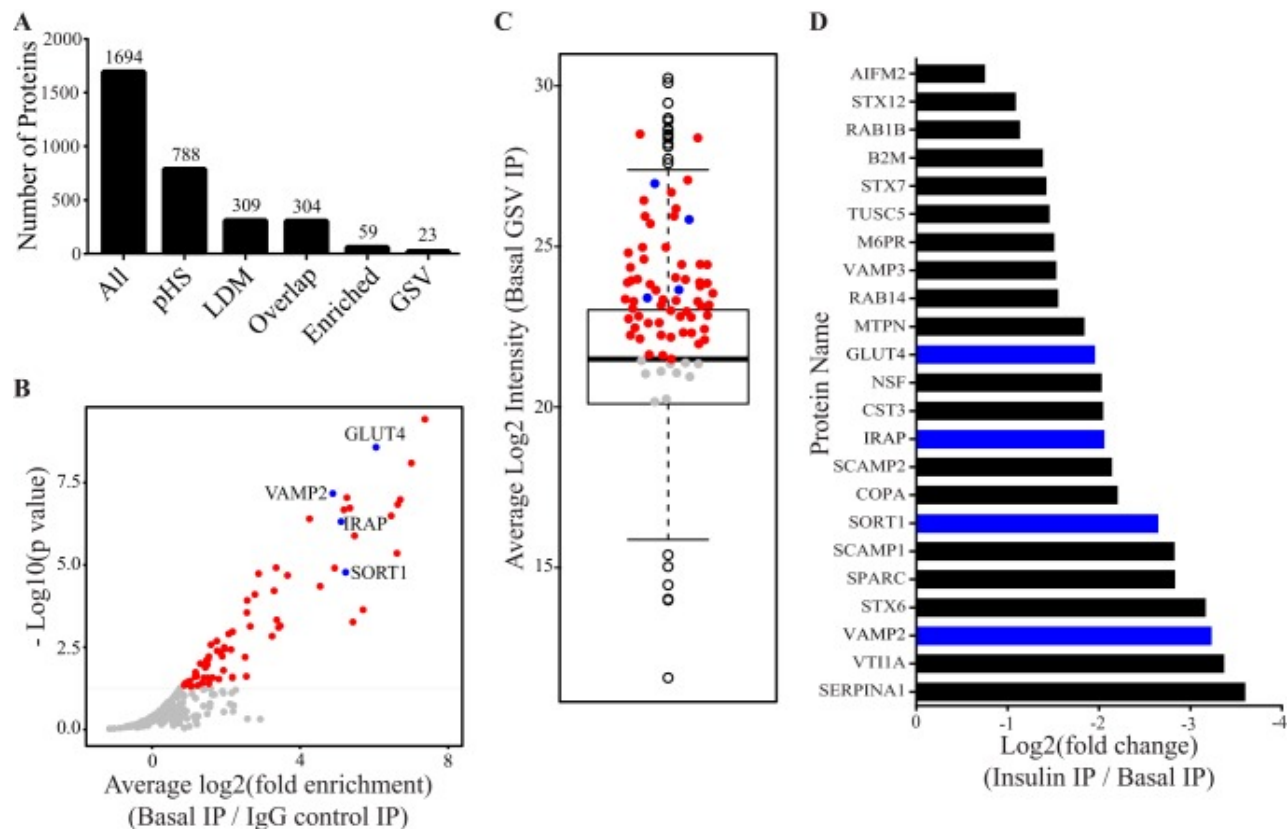 A
Number of Proteins
2000
1500
1000
500
0
1694
788
309
304
59
23
All
pHS
LDM
Overlap
Enriched
GSV
B
- Log10(p value)
7.5
5.0
2.5
0.0
GLUT4
VAMP2
IRAP
SORT1
0
4
8
Average log2(fold enrichment)
(Basal IP / IgG control IP)
C
Average Log2 Intensity (Basal GSV IP)
30
25
20
15
D
Protein Name
AIFM2
STX12
RAB1B
B2M
STX7
TUSC5
M6PR
VAMP3
RAB14
MTPN
GLUT4
NSF
CST3
IRAP
SCAMP2
COPA
SORT1
SCAMP1
SPARC
STX6
VAMP2
VTI1A
SERPINA1
0
-1
-2
-3
-4
Log2(fold change)
(Insulin IP / Basal IP)